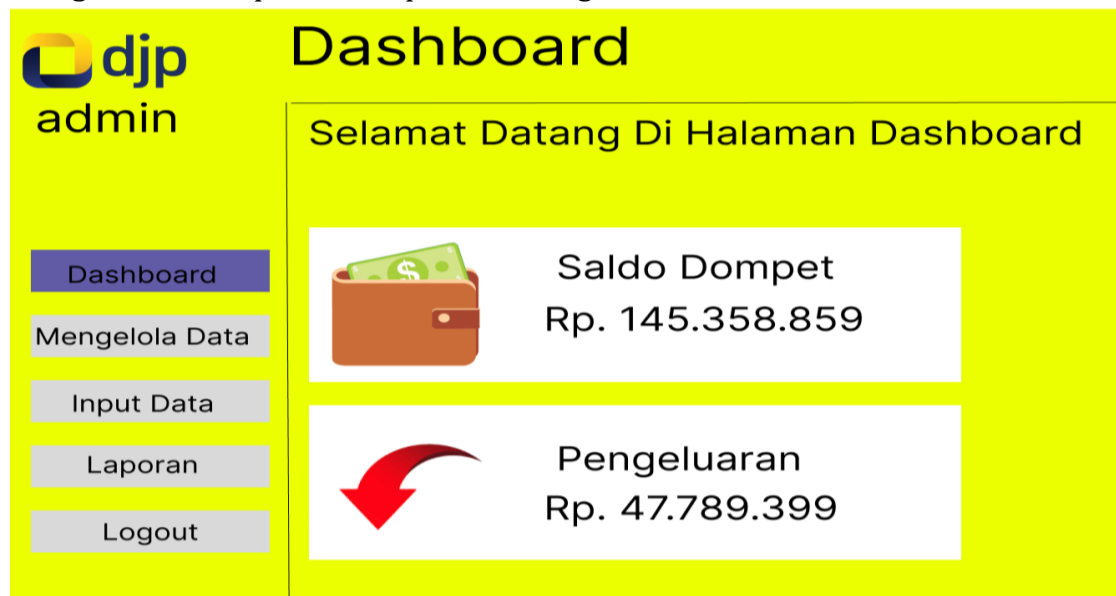 djp
admin
Dashboard
Selamat Datang Di Halaman Dashboard
Dashboard
Mengelola Data
Input Data
Laporan
Logout
$
Saldo Dompet
Rp. 145.358.859
Pengeluaran
Rp. 47.789.399